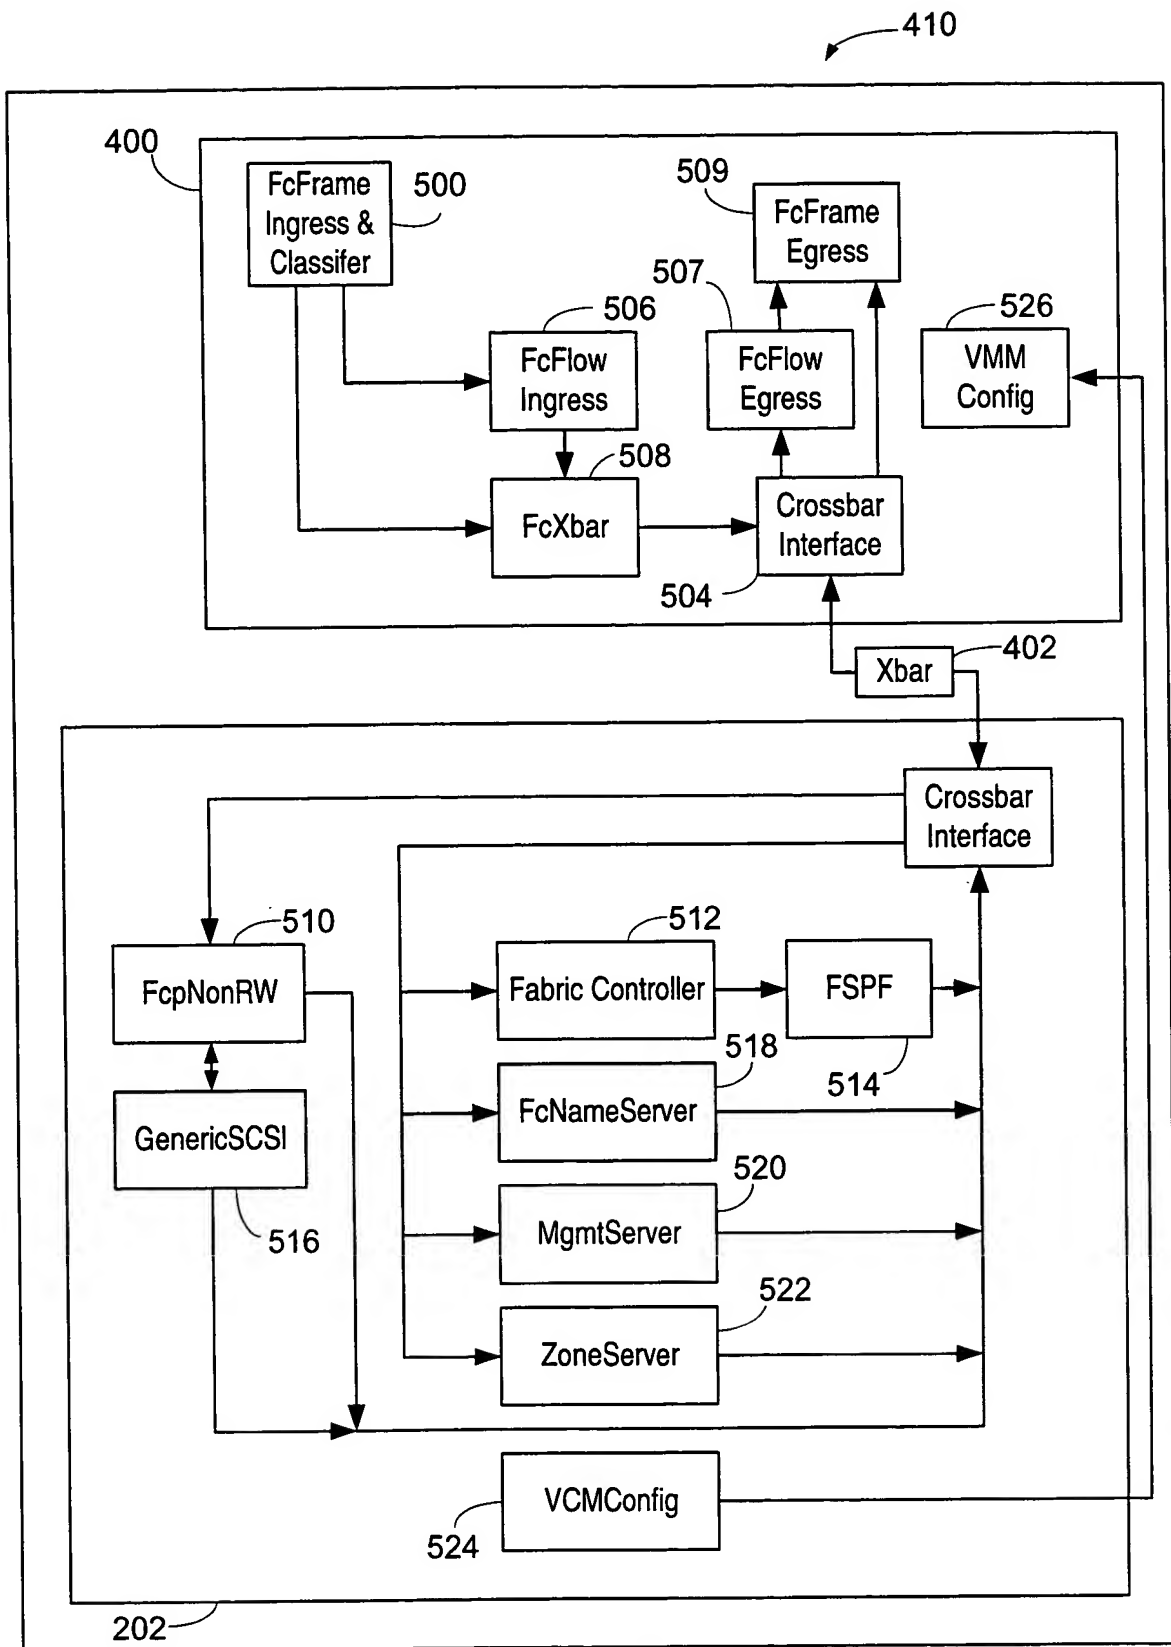 410
400
FcFrame
Ingress &
Classifer
500
509
FcFrame
Egress
507
506
FcFlow
Ingress
FcFlow
Egress
526
VMM
Config
508
FcXbar
Crossbar
Interface
504
Xbar
402
Crossbar
Interface
510
FcpNonRW
512
Fabric Controller
FSPF
514
518
FcNameServer
GenericSCSI
516
520
MgmtServer
522
ZoneServer
VCMConfig
524
202